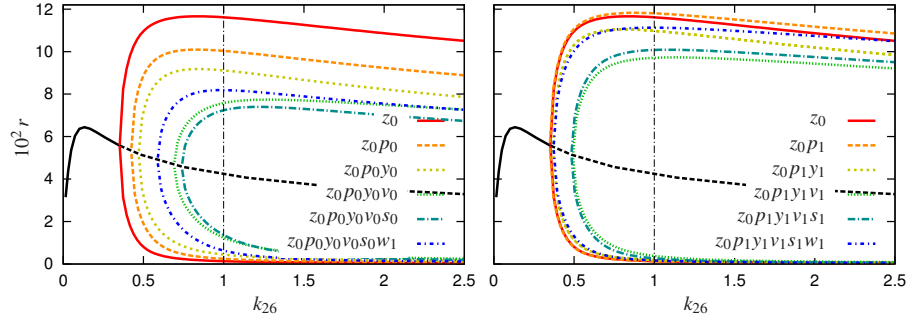 12
10
8
6
4
2
0
10² r
0 0.5 1 1.5 2 2.5
k₂₆
z₀
z₀p₀
z₀p₀y₀
z₀p₀y₀v₀
z₀p₀y₀v₀s₀
z₀p₀y₀v₀s₀w₁
0 0.5 1 1.5 2 2.5
k₂₆
z₀
z₀p₁
z₀p₁y₁
z₀p₁y₁v₁
z₀p₁y₁v₁s₁
z₀p₁y₁v₁s₁w₁